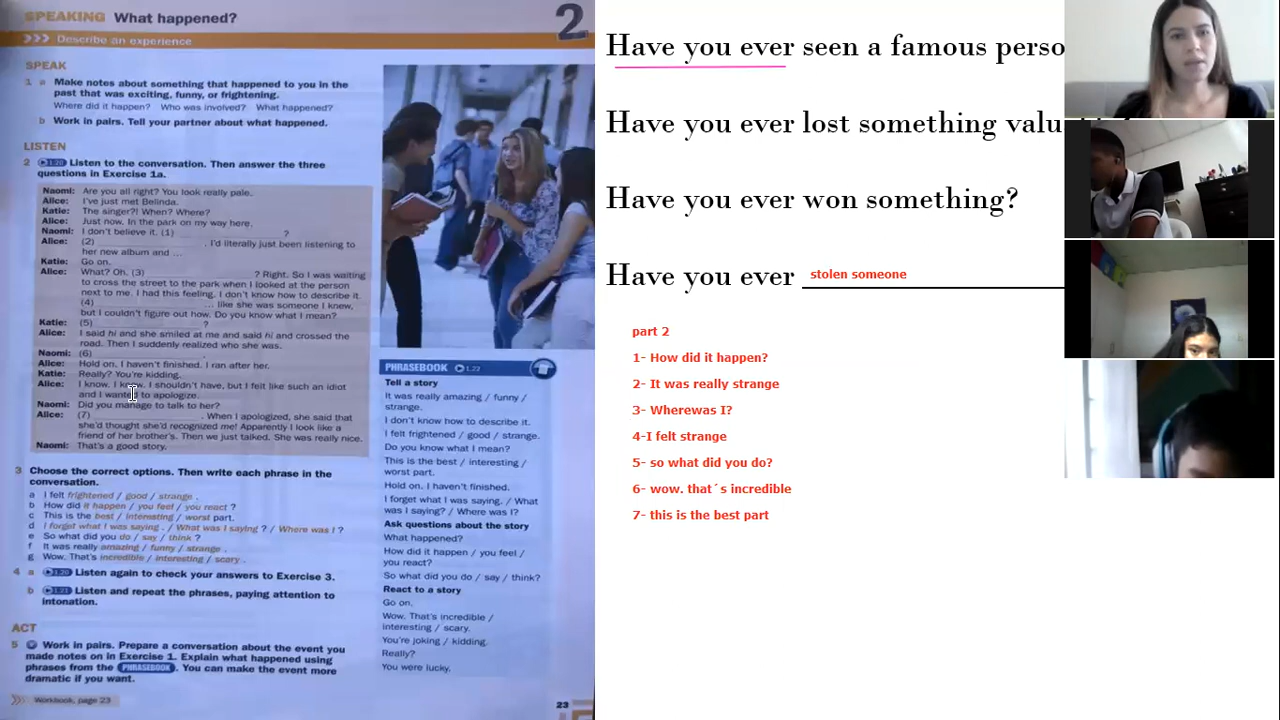 SPEAKING What happened?
2
>>> Describe an experience
SPEAK
1 a Make notes about something that happened to you in the
past that was exciting, funny, or frightening.
Where did it happen? Who was involved? What happened?
b Work in pairs. Tell your partner about what happened.
LISTEN
2 1.20 Listen to the conversation. Then answer the three
questions in Exercise 1a.
Naomi: Are you all right? You look really pale.
Alice: I've just met Belinda.
Katie: The singer?! When? Where?
Alice: Just now. In the park on my way here.
Naomi: I don't believe it. (1) ?
Alice: (2) . I'd literally just been listening to
her new album and ...
Katie: Go on.
Alice: What? Oh. (3) ? Right. So I was waiting
to cross the street to the park when I looked at the person
next to me. I had this feeling. I don't know how to describe it.
(4) ... like she was someone I knew,
but I couldn't figure out how. Do you know what I mean?
Katie: (5) ?
Alice: I said hi and she smiled at me and said hi and crossed the
road. Then I suddenly realized who she was.
Naomi: (6) .
Alice: Hold on. I haven't finished. I ran after her.
Katie: Really? You're kidding.
Alice: I know. I know. I shouldn't have, but I felt like such an idiot
and I wanted to apologize.
Naomi: Did you manage to talk to her?
Alice: (7) . When I apologized, she said that
she'd thought she'd recognized me! Apparently I look like a
friend of her brother's. Then we just talked. She was really nice.
Naomi: That's a good story.
3 Choose the correct options. Then write each phrase in the
conversation.
a I felt frightened / good / strange .
b How did it happen / you feel / you react ?
c This is the best / interesting / worst part.
d I forget what I was saying. / What was I saying ? / Where was I ?
e So what did you do / say / think ?
f It was really amazing / funny / strange .
g Wow. That's incredible / interesting / scary .
4 a 1.20 Listen again to check your answers to Exercise 3.
b 1.21 Listen and repeat the phrases, paying attention to
intonation.
ACT
5 Work in pairs. Prepare a conversation about the event you
made notes on in Exercise 1. Explain what happened using
phrases from the PHRASEBOOK . You can make the event more
dramatic if you want.
>> Workbook, page 23
PHRASEBOOK 1.22
Tell a story
It was really amazing / funny /
strange.
I don't know how to describe it.
I felt frightened / good / strange.
Do you know what I mean?
This is the best / interesting /
worst part.
Hold on. I haven't finished.
I forget what I was saying. / What
was I saying? / Where was I?
Ask questions about the story
What happened?
How did it happen / you feel /
you react?
So what did you do / say / think?
React to a story
Go on.
Wow. That's incredible /
interesting / scary.
You're joking / kidding.
Really?
You were lucky.
23
Have you ever seen a famous perso
Have you ever lost something valu
Have you ever won something?
Have you ever stolen someone
part 2
1- How did it happen?
2- It was really strange
3- Wherewas I?
4-I felt strange
5- so what did you do?
6- wow. that´s incredible
7- this is the best part